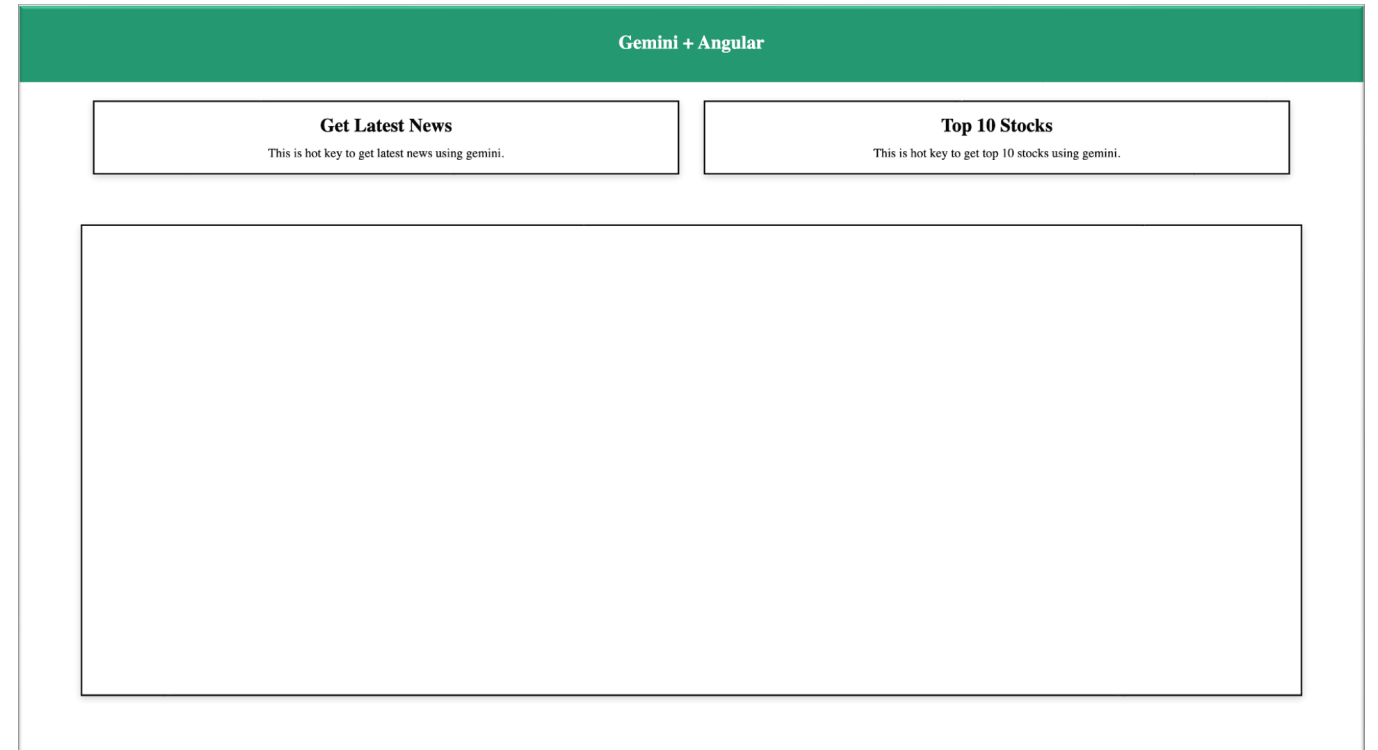 Gemini + Angular
Get Latest News
This is hot key to get latest news using gemini.
Top 10 Stocks
This is hot key to get top 10 stocks using gemini.